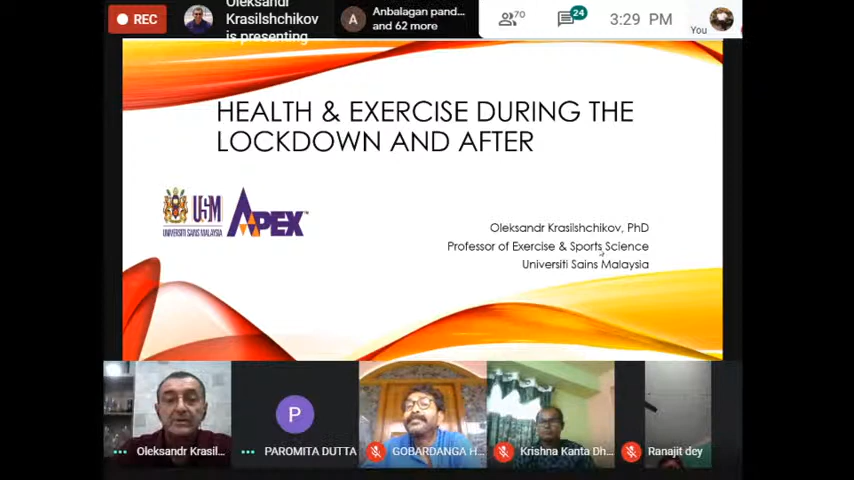 REC
Oleksandr
Krasilshchikov
is presenting
A
Anbalagan pand...
and 62 more
70
24
3:29 PM
You
HEALTH & EXERCISE DURING THE
LOCKDOWN AND AFTER
USM
UNIVERSITI SAINS MALAYSIA
APEX™
Oleksandr Krasilshchikov, PhD
Professor of Exercise & Sports Science
Universiti Sains Malaysia
P
Oleksandr Krasil...
PAROMITA DUTTA
GOBARDANGA H...
Krishna Kanta Dh...
Ranajit dey